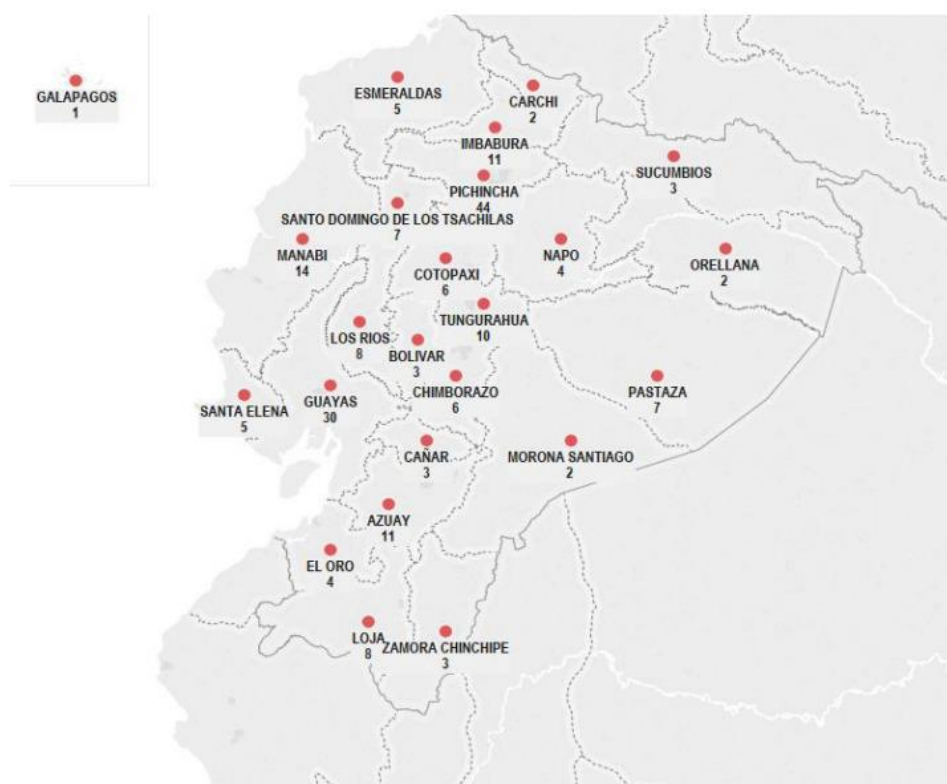 GALAPAGOS
1
ESMERALDAS
5
CARCHI
2
IMBABURA
11
SUCUMBIOS
3
PICHINCHA
44
SANTO DOMINGO DE LOS TSACHILAS
7
MANABI
14
NAPO
4
ORELLANA
2
COTOPAXI
6
TUNGURAHUA
10
LOS RIOS
8
BOLIVAR
3
CHIMBORAZO
6
PASTAZA
7
GUAYAS
30
SANTA ELENA
5
CAÑAR
3
MORONA SANTIAGO
2
AZUAY
11
EL ORO
4
LOJA
8
ZAMORA CHINCHIPE
3